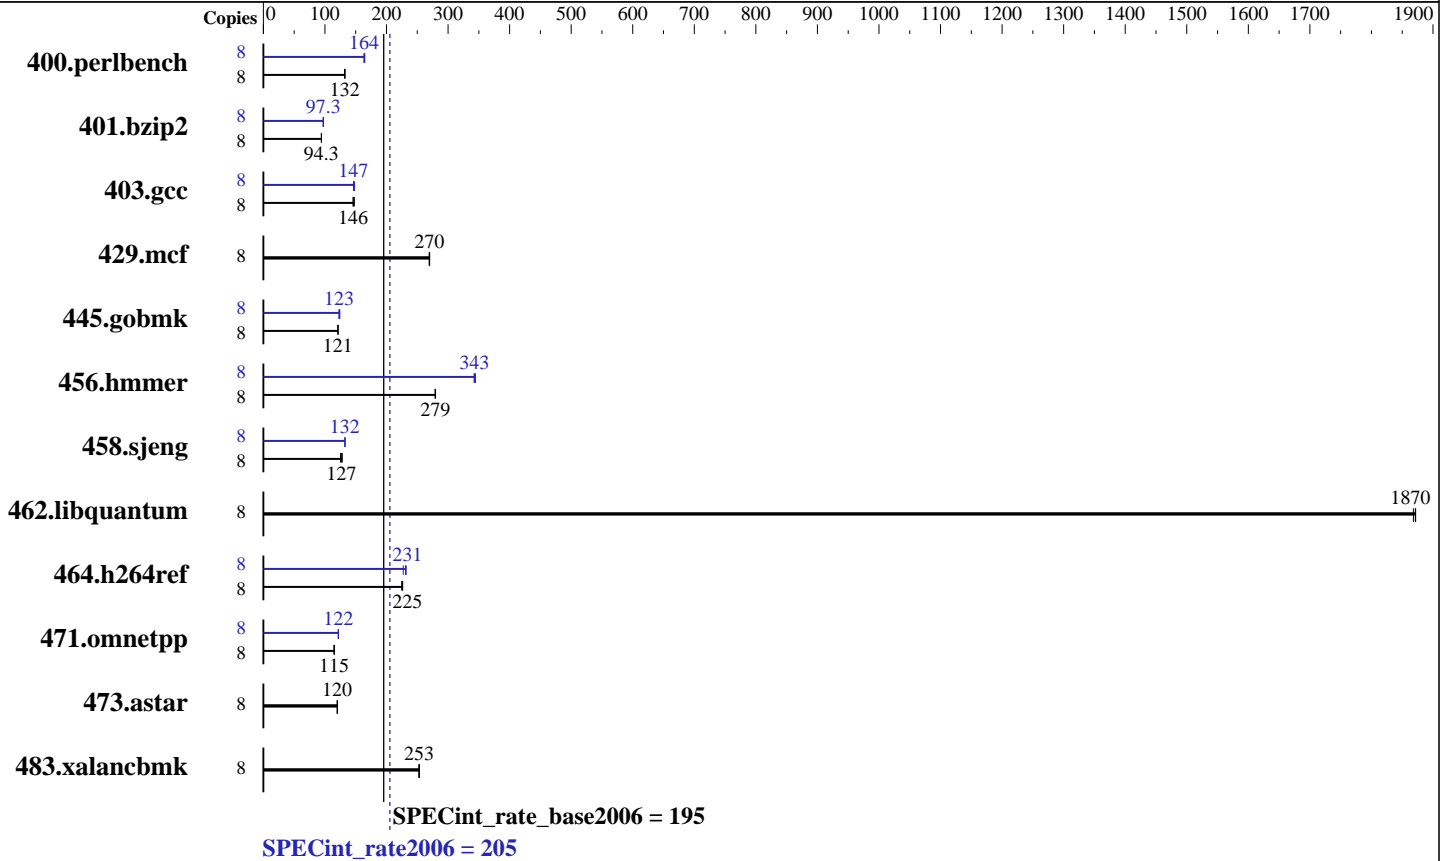 Copies 0 100 200 300 400 500 600 700 800 900 1000 1100 1200 1300 1400 1500 1600 1700 1900
400.perlbench 8 164
8 132
401.bzip2 8 97.3
8 94.3
403.gcc 8 147
8 146
429.mcf 8 270
445.gobmk 8 123
8 121
456.hmmer 8 343
8 279
458.sjeng 8 132
8 127
462.libquantum 8 1870
464.h264ref 8 231
8 225
471.omnetpp 8 122
8 115
473.astar 8 120
483.xalancbmk 8 253
SPECint_rate_base2006 = 195
SPECint_rate2006 = 205